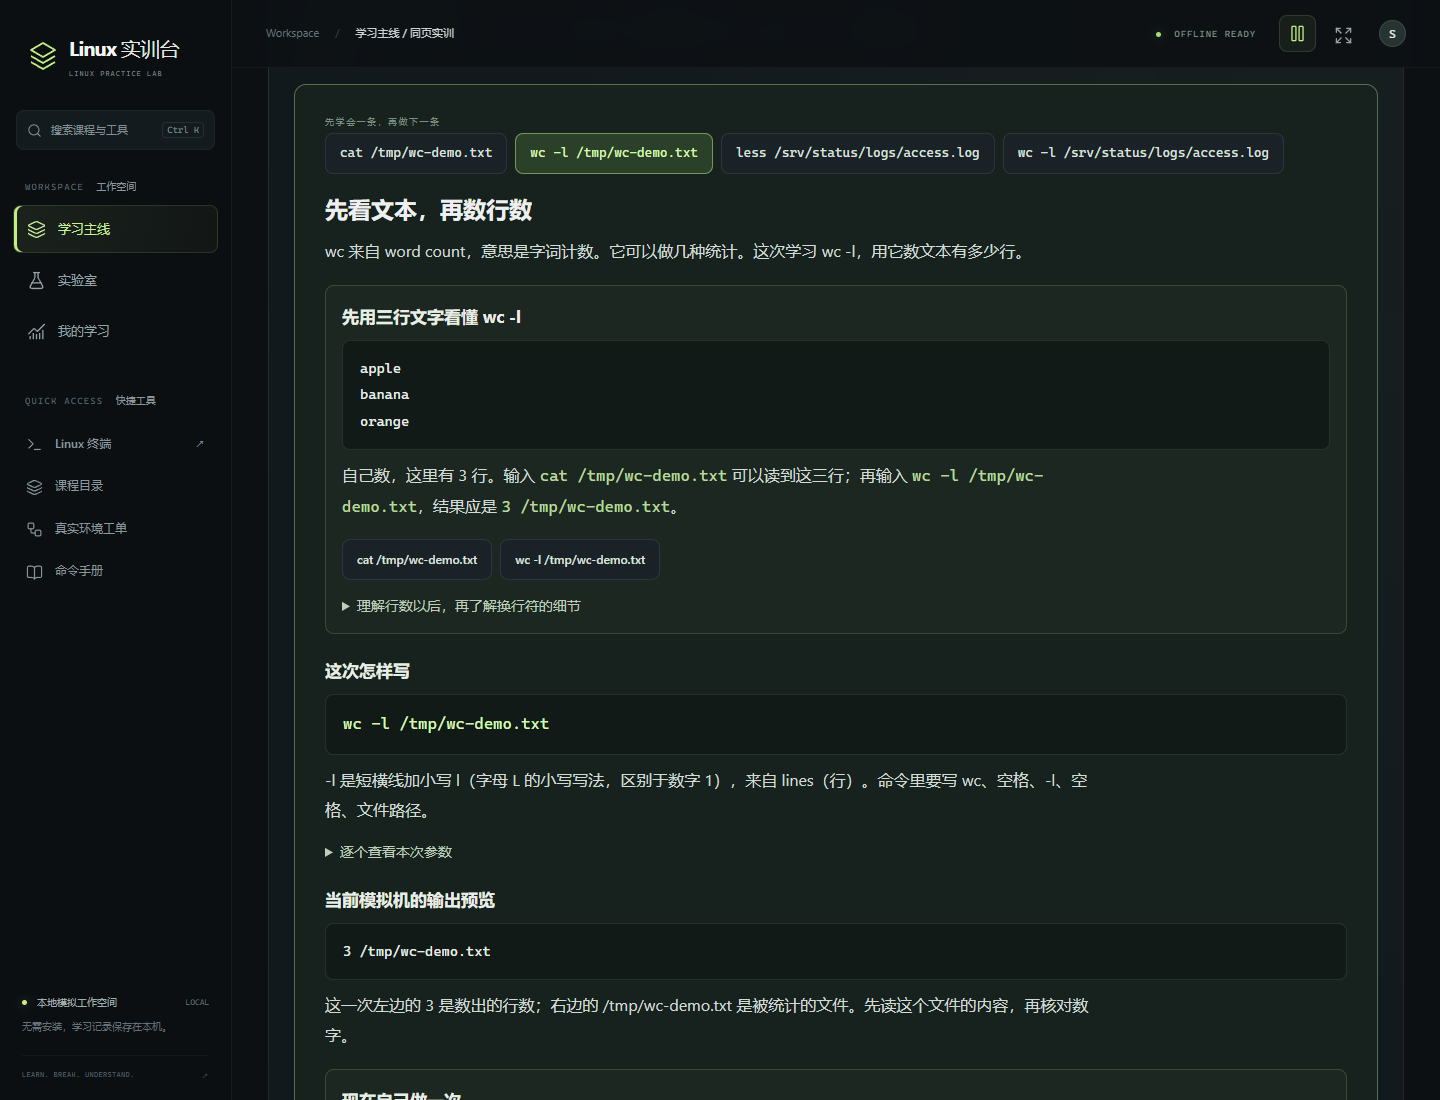 Linux 实训台
LINUX PRACTICE LAB
搜索课程与工具
Ctrl K
WORKSPACE 工作空间
学习主线
实验室
我的学习
QUICK ACCESS 快捷工具
Linux 终端 ↗
课程目录
真实环境工单
命令手册
本地模拟工作空间 LOCAL
无需安装，学习记录保存在本机。
LEARN. BREAK. UNDERSTAND. ↗
Workspace / 学习主线 / 同页实训
OFFLINE READY
S
先学会一条，再做下一条
cat /tmp/wc-demo.txt
wc -l /tmp/wc-demo.txt
less /srv/status/logs/access.log
wc -l /srv/status/logs/access.log
先看文本，再数行数
wc 来自 word count，意思是字词计数。它可以做几种统计。这次学习 wc -l，用它数文本有多少行。
先用三行文字看懂 wc -l
apple
banana
orange
自己数，这里有 3 行。输入 cat /tmp/wc-demo.txt 可以读到这三行；再输入 wc -l /tmp/wc-
demo.txt，结果应是 3 /tmp/wc-demo.txt。
cat /tmp/wc-demo.txt
wc -l /tmp/wc-demo.txt
▶ 理解行数以后，再了解换行符的细节
这次怎样写
wc -l /tmp/wc-demo.txt
-l 是短横线加小写 l（字母 L 的小写写法，区别于数字 1），来自 lines（行）。命令里要写 wc、空格、-l、空
格、文件路径。
▶ 逐个查看本次参数
当前模拟机的输出预览
3 /tmp/wc-demo.txt
这一次左边的 3 是数出的行数；右边的 /tmp/wc-demo.txt 是被统计的文件。先读这个文件的内容，再核对数
字。
现在自己做一次